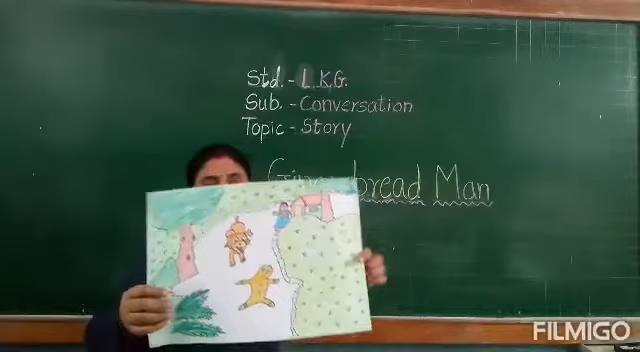 Std. - L.K.G.
Sub. - Conversation
Topic - Story
Man
FILMIGO